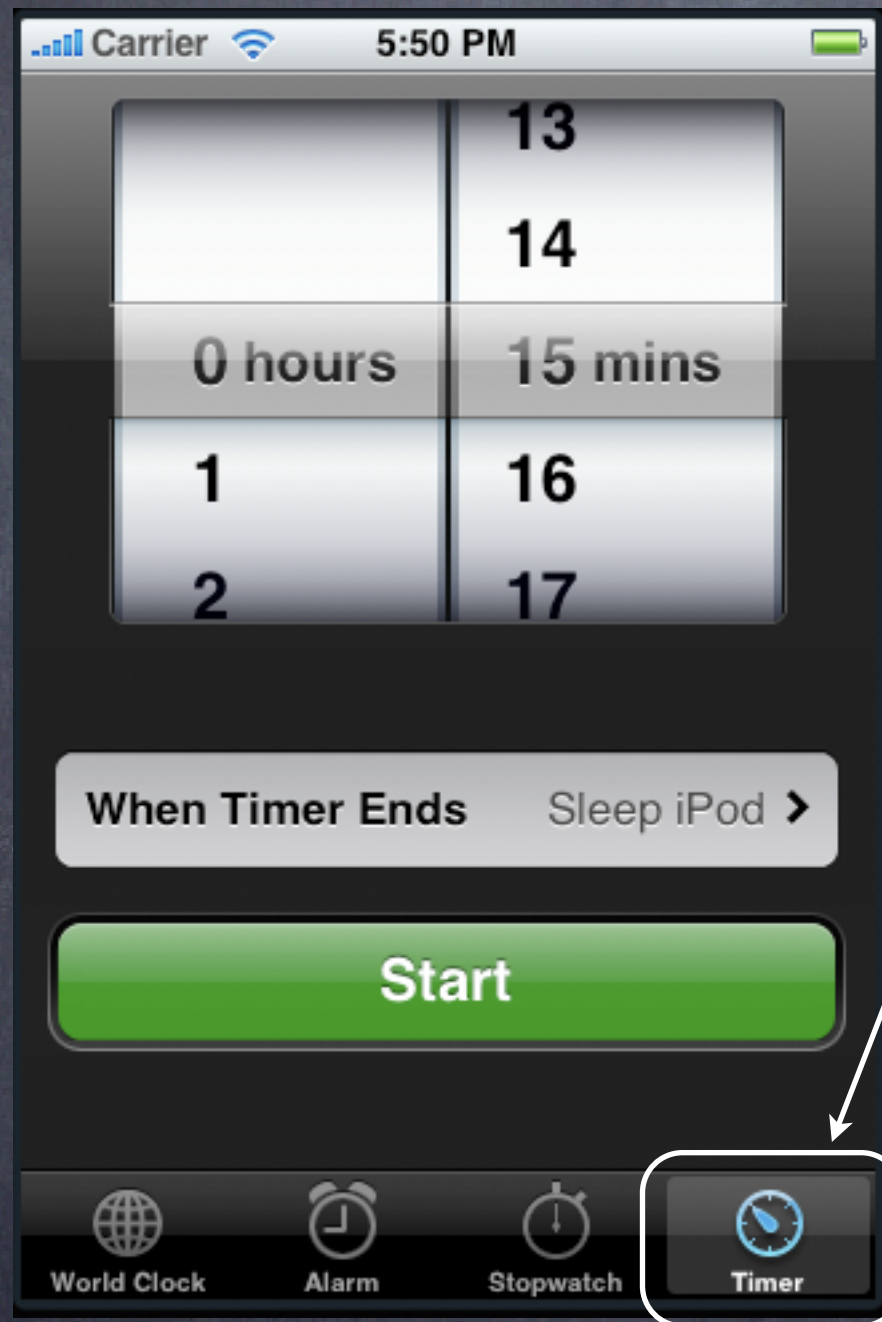 Carrier 5:50 PM
13
14
0 hours 15 mins
1 16
2 17
When Timer Ends Sleep iPod >
Start
World Clock Alarm Stopwatch Timer